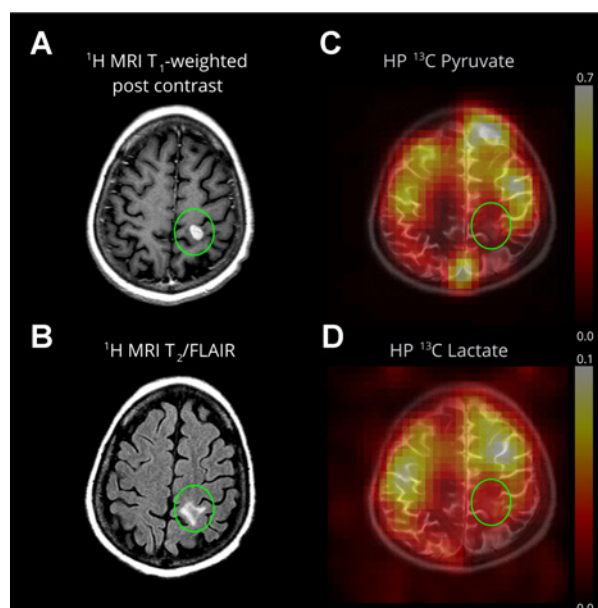 A
¹H MRI T₁-weighted
post contrast
C
HP ¹³C Pyruvate
0.7
0.0
B
¹H MRI T₂/FLAIR
D
HP ¹³C Lactate
0.1
0.0